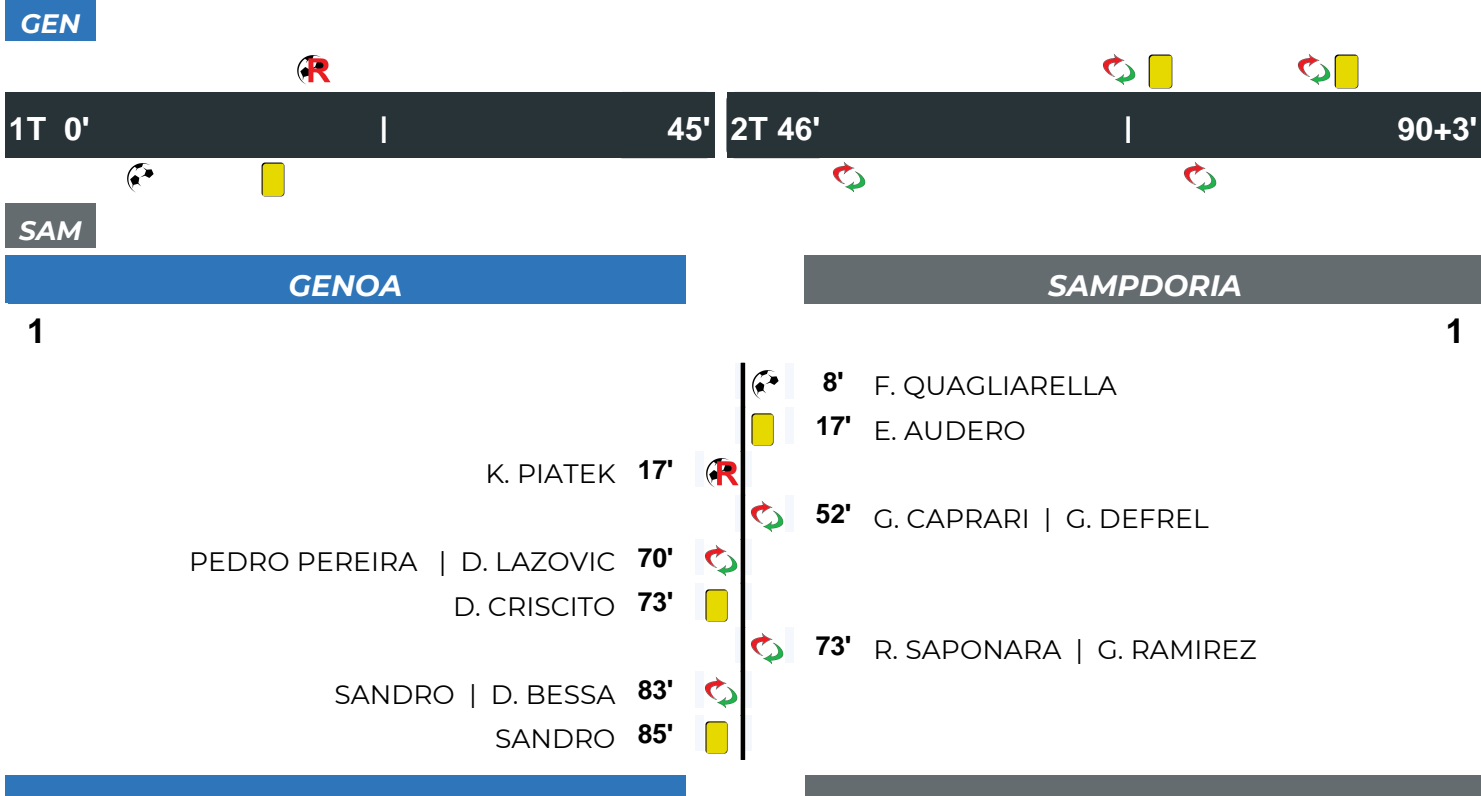 GEN
R
1T 0' | 45' 2T 46' | 90+3'
SAM
GENOA SAMPDORIA
1 1
8' F. QUAGLIARELLA
17' E. AUDERO
K. PIATEK 17' R
52' G. CAPRARI | G. DEFREL
PEDRO PEREIRA | D. LAZOVIC 70'
D. CRISCITO 73'
73' R. SAPONARA | G. RAMIREZ
SANDRO | D. BESSA 83'
SANDRO 85'